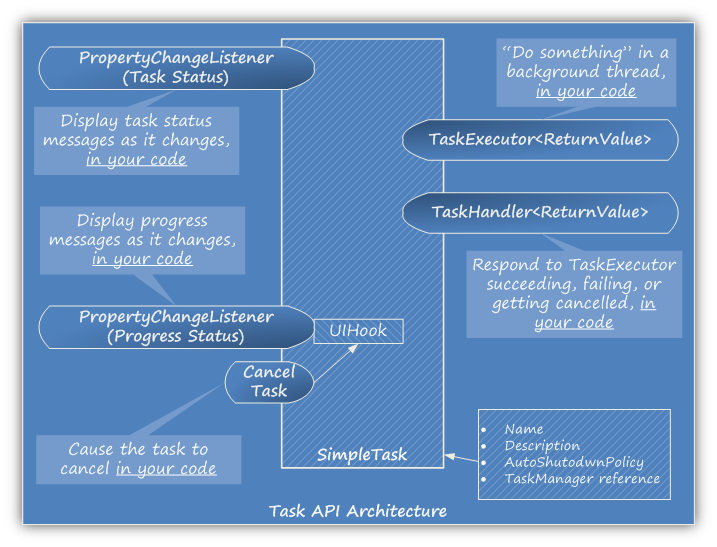 PropertyChangeListener
(Task Status)
Display task status
messages as it changes,
in your code
"Do something" in a
background thread,
in your code
TaskExecutor<ReturnValue>
TaskHandler<ReturnValue>
Respond to TaskExecutor
succeeding, failing, or
getting cancelled, in
your code
Display progress
messages as it changes,
in your code
PropertyChangeListener
(Progress Status)
UIHook
Cancel
Task
Cause the task to
cancel in your code
SimpleTask
• Name
• Description
• AutoShutodwnPolicy
• TaskManager reference
Task API Architecture